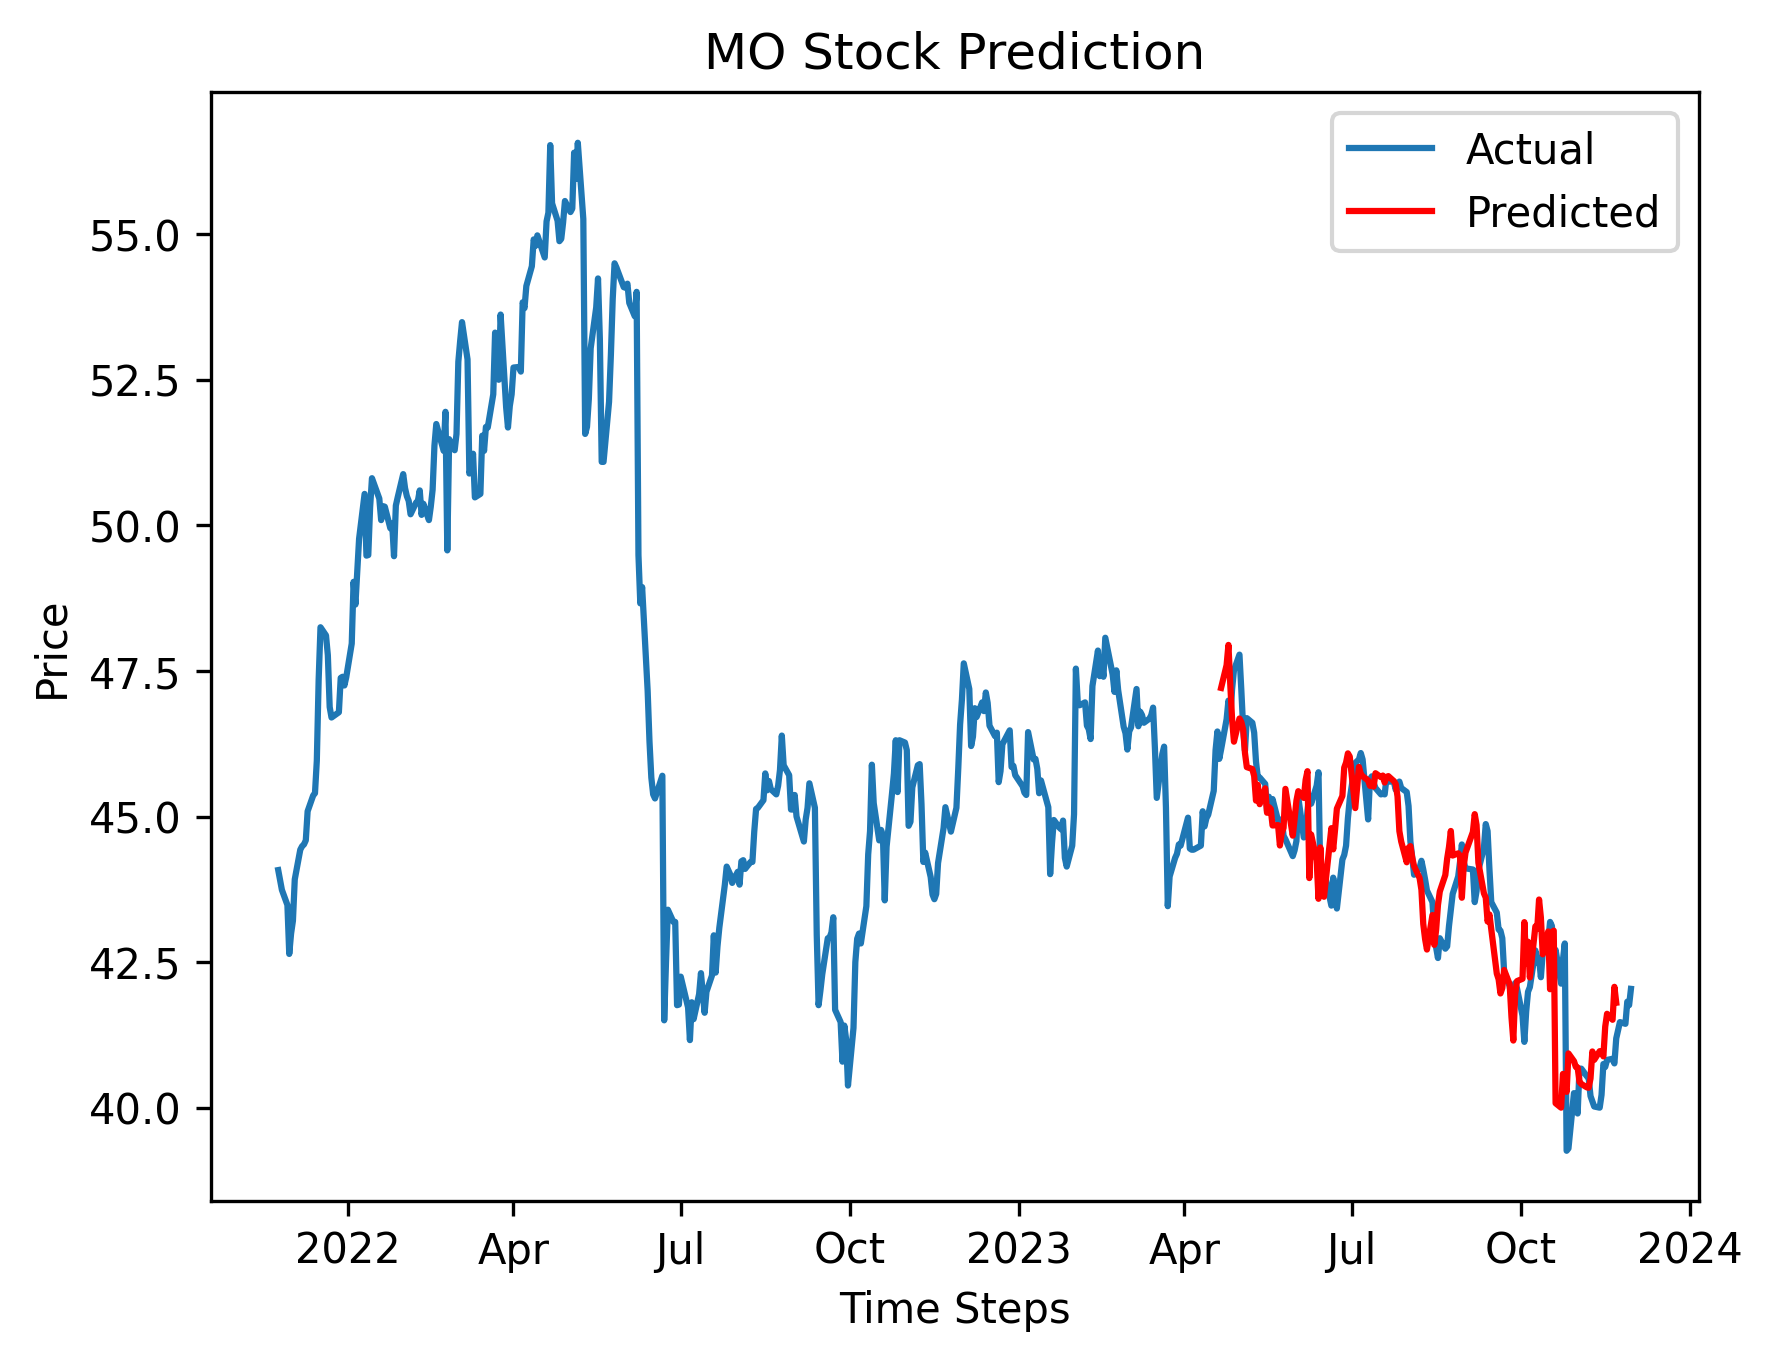 MO Stock Prediction
Actual
Predicted
55.0
52.5
50.0
47.5
45.0
42.5
40.0
Price
2022 Apr Jul Oct 2023 Apr Jul Oct 2024
Time Steps